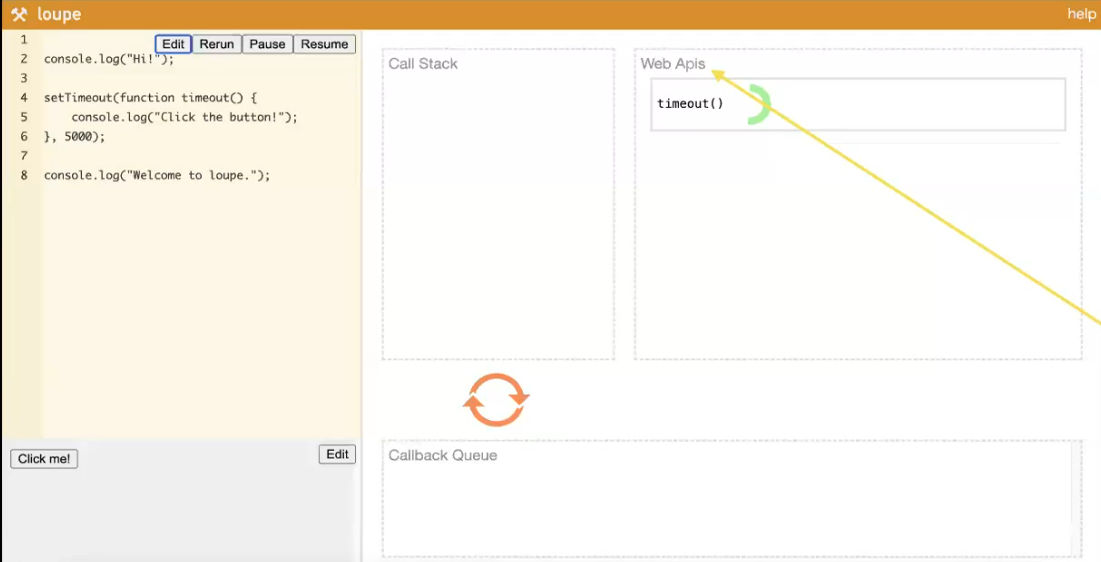 loupe
help
Edit Rerun Pause Resume
1
2 console.log("Hi!");
3
4 setTimeout(function timeout() {
5     console.log("Click the button!");
6 }, 5000);
7
8 console.log("Welcome to loupe.");
Click me!
Edit
Call Stack
Web Apis
timeout()
Callback Queue